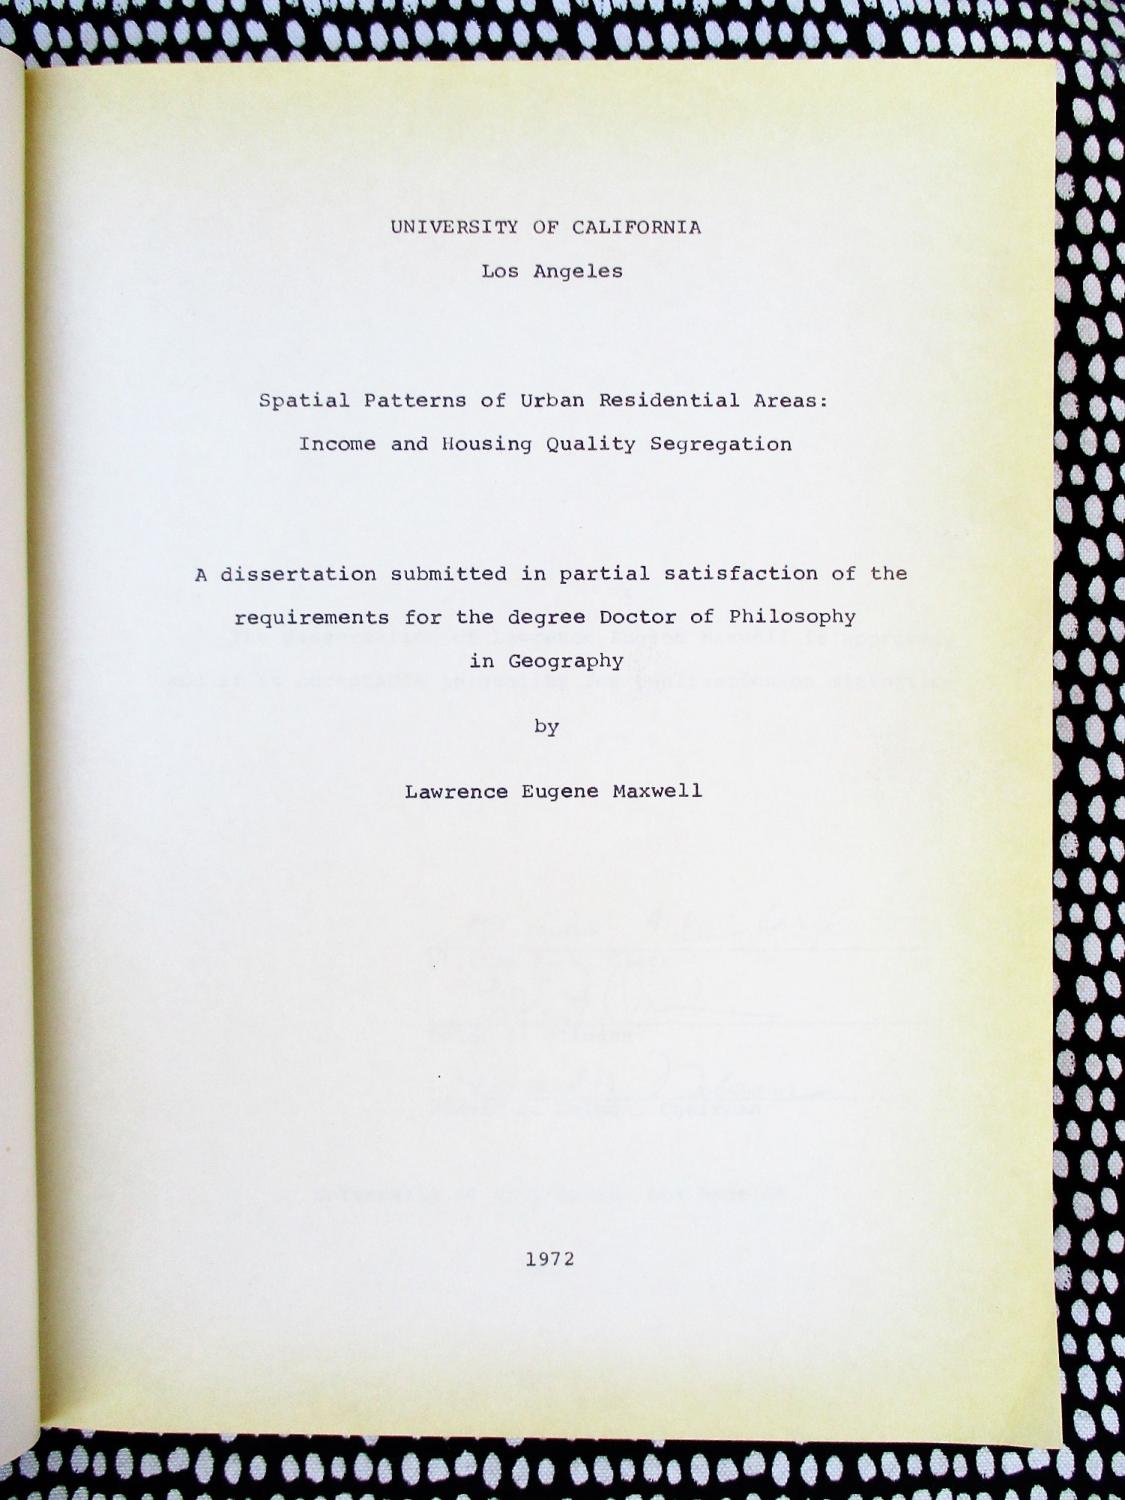 UNIVERSITY OF CALIFORNIA
Los Angeles
Spatial Patterns of Urban Residential Areas:
Income and Housing Quality Segregation
A dissertation submitted in partial satisfaction of the
requirements for the degree Doctor of Philosophy
in Geography
by
Lawrence Eugene Maxwell
1972